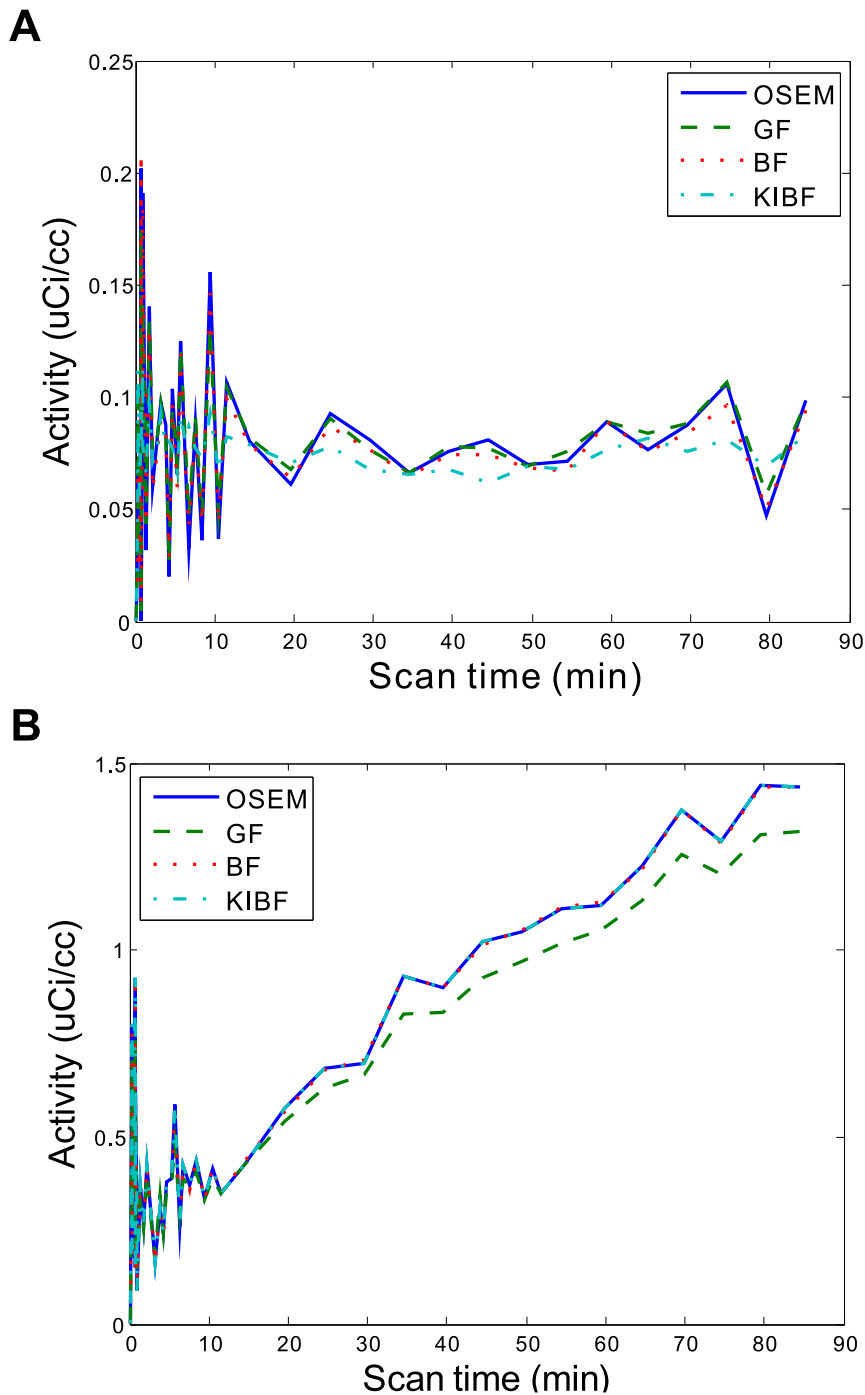 A
0.25
0.2
0.15
0.1
0.05
0
Activity (uCi/cc)
OSEM
GF
BF
KIBF
0 10 20 30 40 50 60 70 80 90
Scan time (min)
B
1.5
1
0.5
0
Activity (uCi/cc)
OSEM
GF
BF
KIBF
0 10 20 30 40 50 60 70 80 90
Scan time (min)